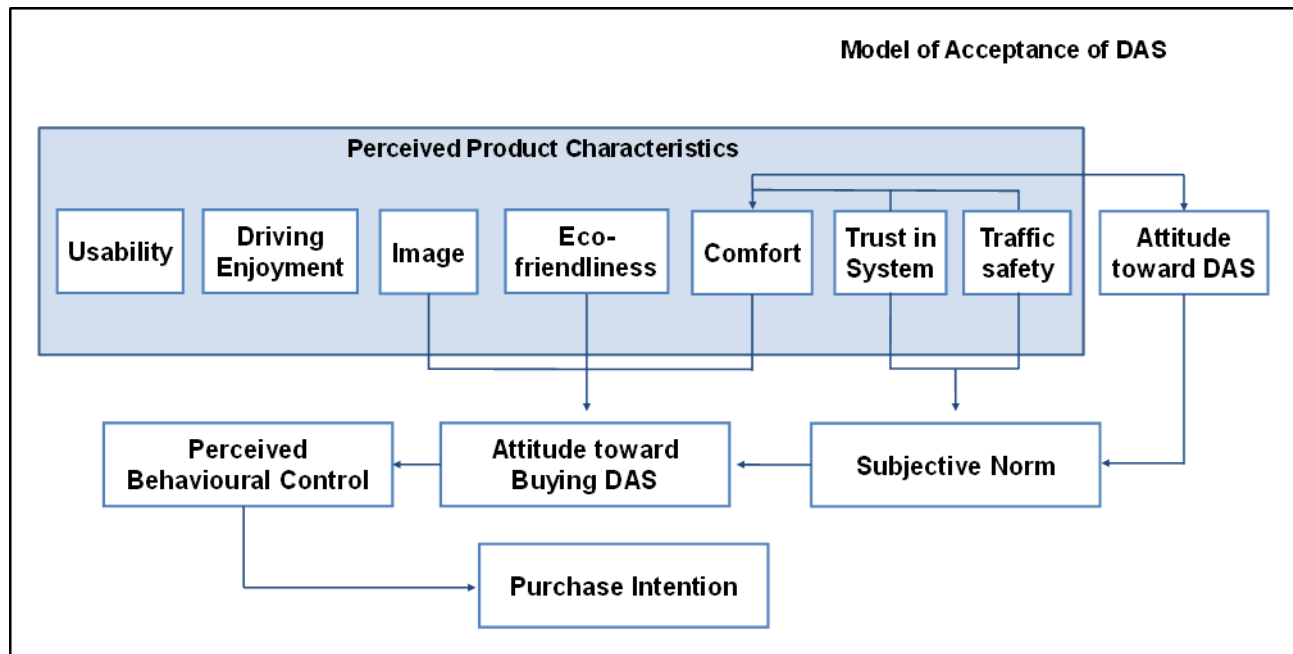 Model of Acceptance of DAS
Perceived Product Characteristics
Usability
Driving
Enjoyment
Image
Eco-
friendliness
Comfort
Trust in
System
Traffic
safety
Attitude
toward DAS
Perceived
Behavioural Control
Attitude toward
Buying DAS
Subjective Norm
Purchase Intention